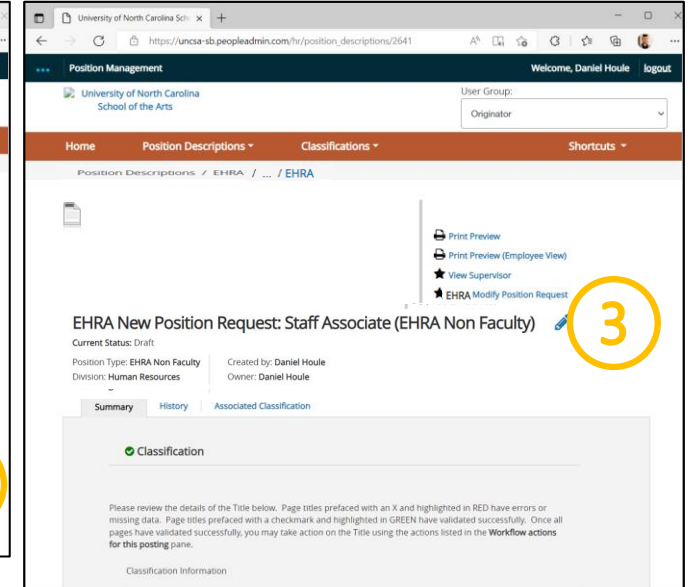 University of North Carolina Sch
https://uncsa-sb.peopleadmin.com/hr/position_descriptions/2641
Position Management
Welcome, Daniel Houle logout
University of North Carolina
School of the Arts
User Group:
Originator
Home Position Descriptions Classifications Shortcuts
Position Descriptions / EHRA / ... / EHRA
Print Preview
Print Preview (Employee View)
View Supervisor
EHRA Modify Position Request
EHRA New Position Request: Staff Associate (EHRA Non Faculty)
3
Current Status: Draft
Position Type: EHRA Non Faculty Created by: Daniel Houle
Division: Human Resources Owner: Daniel Houle
Summary History Associated Classification
Classification
Please review the details of the Title below. Page titles prefaced with an X and highlighted in RED have errors or
missing data. Page titles prefaced with a checkmark and highlighted in GREEN have validated successfully. Once all
pages have validated successfully, you may take action on the Title using the actions listed in the Workflow actions
for this posting pane.
Classification Information